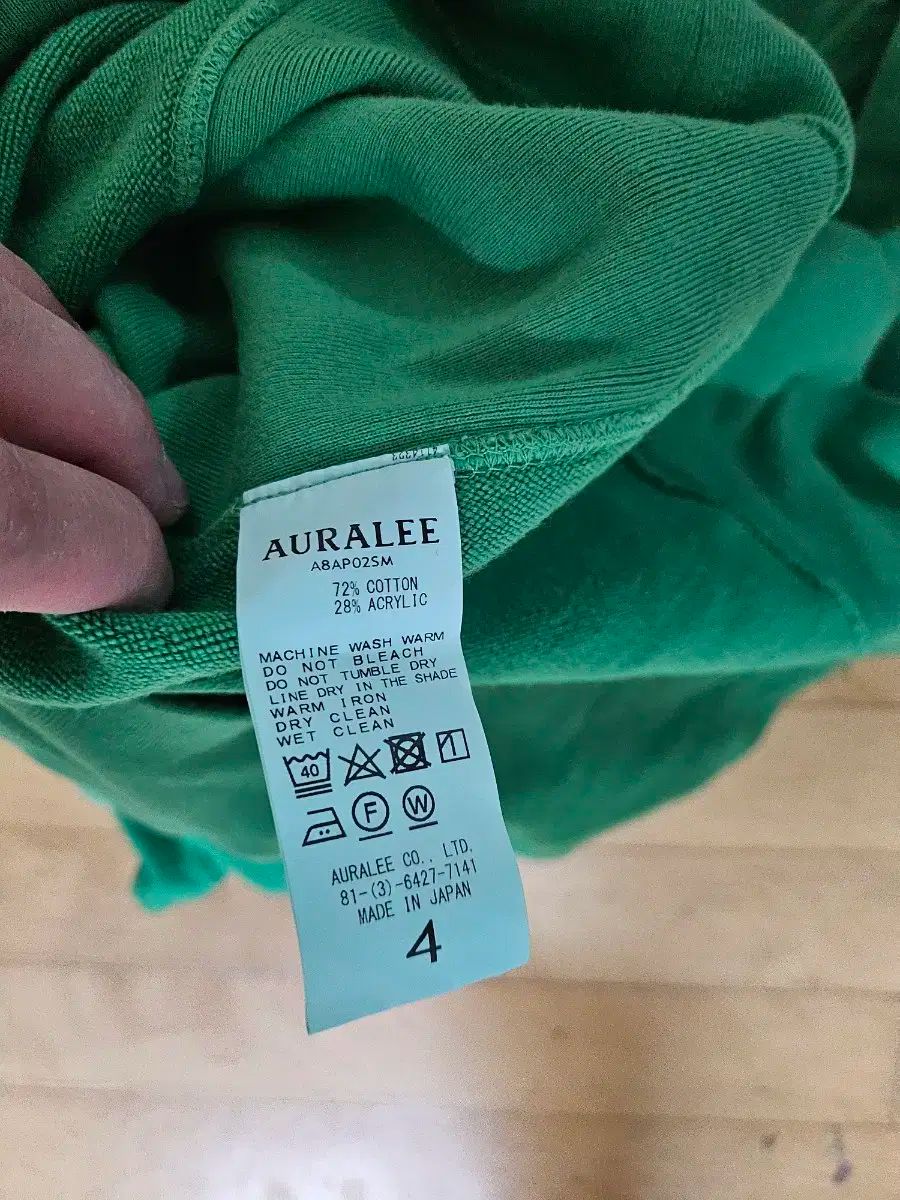 AURALEE
A8AP02SM
72% COTTON
28% ACRYLIC
MACHINE WASH WARM
DO NOT BLEACH
DO NOT TUMBLE DRY
LINE DRY IN THE SHADE
WARM IRON
DRY CLEAN
WET CLEAN
40
F W
AURALEE CO., LTD.
81-(3)-6427-7141
MADE IN JAPAN
4